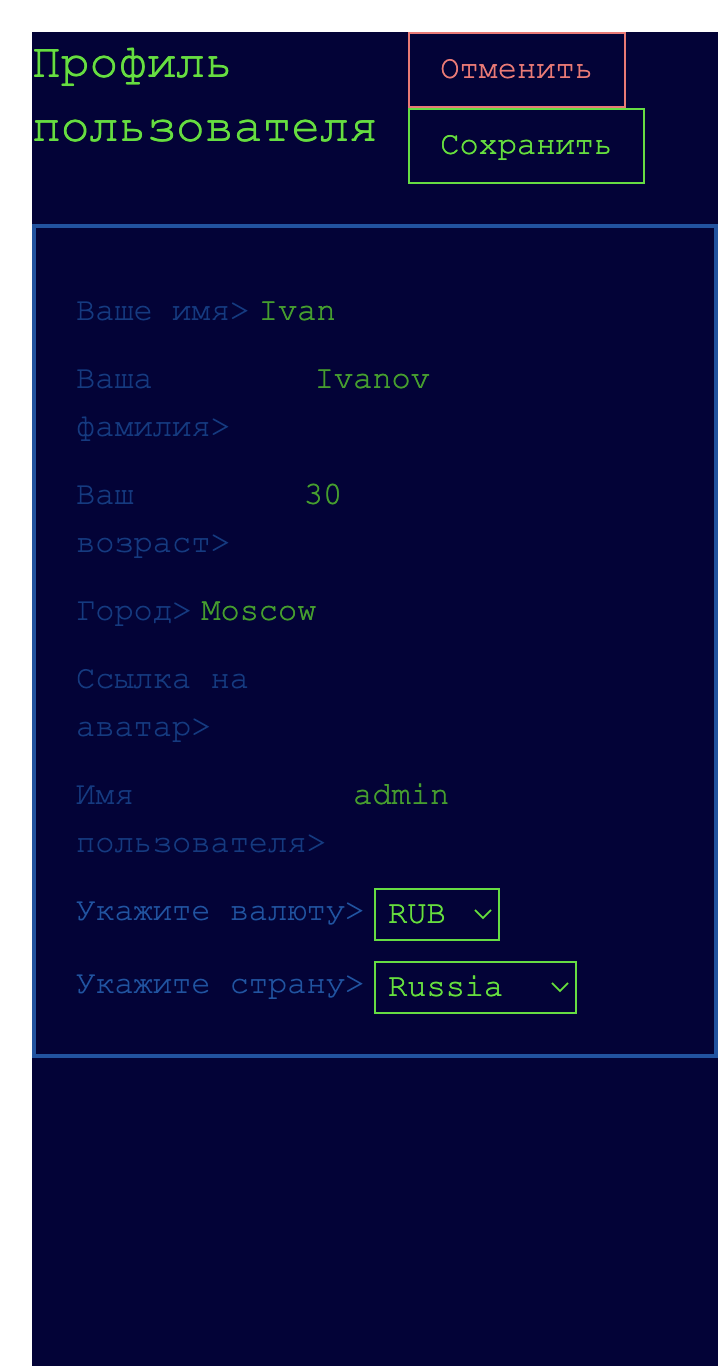 Профиль
пользователя
Отменить
Сохранить
Ваше имя> Ivan
Ваша Ivanov
фамилия>
Ваш 30
возраст>
Город> Moscow
Ссылка на
аватар>
Имя admin
пользователя>
Укажите валюту> RUB
Укажите страну> Russia